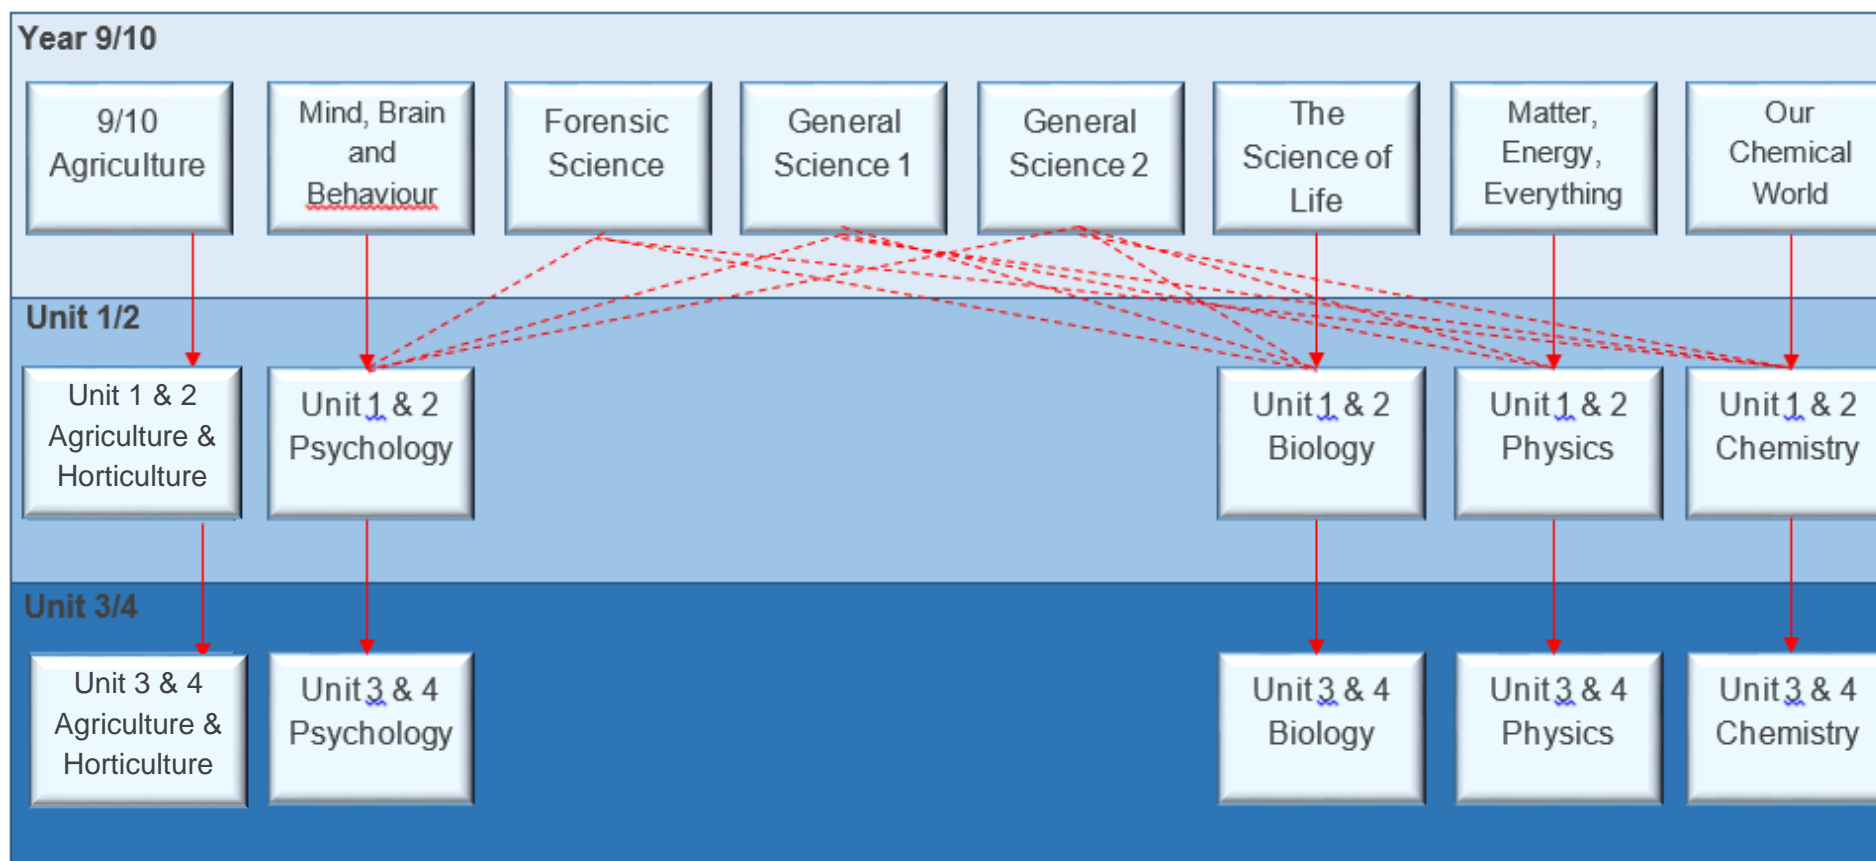 Year 9/10
9/10
Agriculture
Mind, Brain
and
Behaviour
Forensic
Science
General
Science 1
General
Science 2
The
Science of
Life
Matter,
Energy,
Everything
Our
Chemical
World
Unit 1/2
Unit 1 & 2
Agriculture &
Horticulture
Unit 1 & 2
Psychology
Unit 1 & 2
Biology
Unit 1 & 2
Physics
Unit 1 & 2
Chemistry
Unit 3/4
Unit 3 & 4
Agriculture &
Horticulture
Unit 3 & 4
Psychology
Unit 3 & 4
Biology
Unit 3 & 4
Physics
Unit 3 & 4
Chemistry